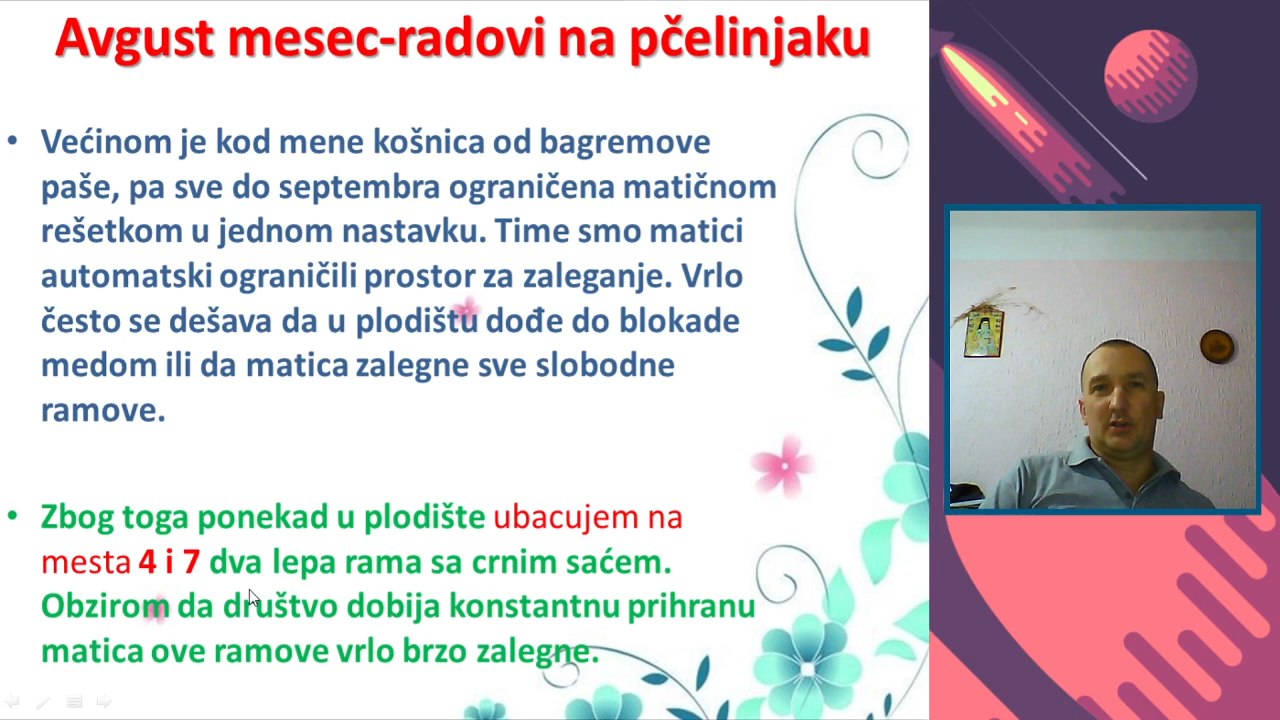 Avgust mesec-radovi na pčelinjaku
• Većinom je kod mene košnica od bagremove
paše, pa sve do septembra ograničena matičnom
rešetkom u jednom nastavku. Time smo matici
automatski ograničili prostor za zaleganje. Vrlo
često se dešava da u plodištu dođe do blokade
medom ili da matica zalegne sve slobodne
ramove.
• Zbog toga ponekad u plodište ubacujem na
mesta 4 i 7 dva lepa rama sa crnim saćem.
Obzirom da društvo dobija konstantnu prihranu
matica ove ramove vrlo brzo zalegne.